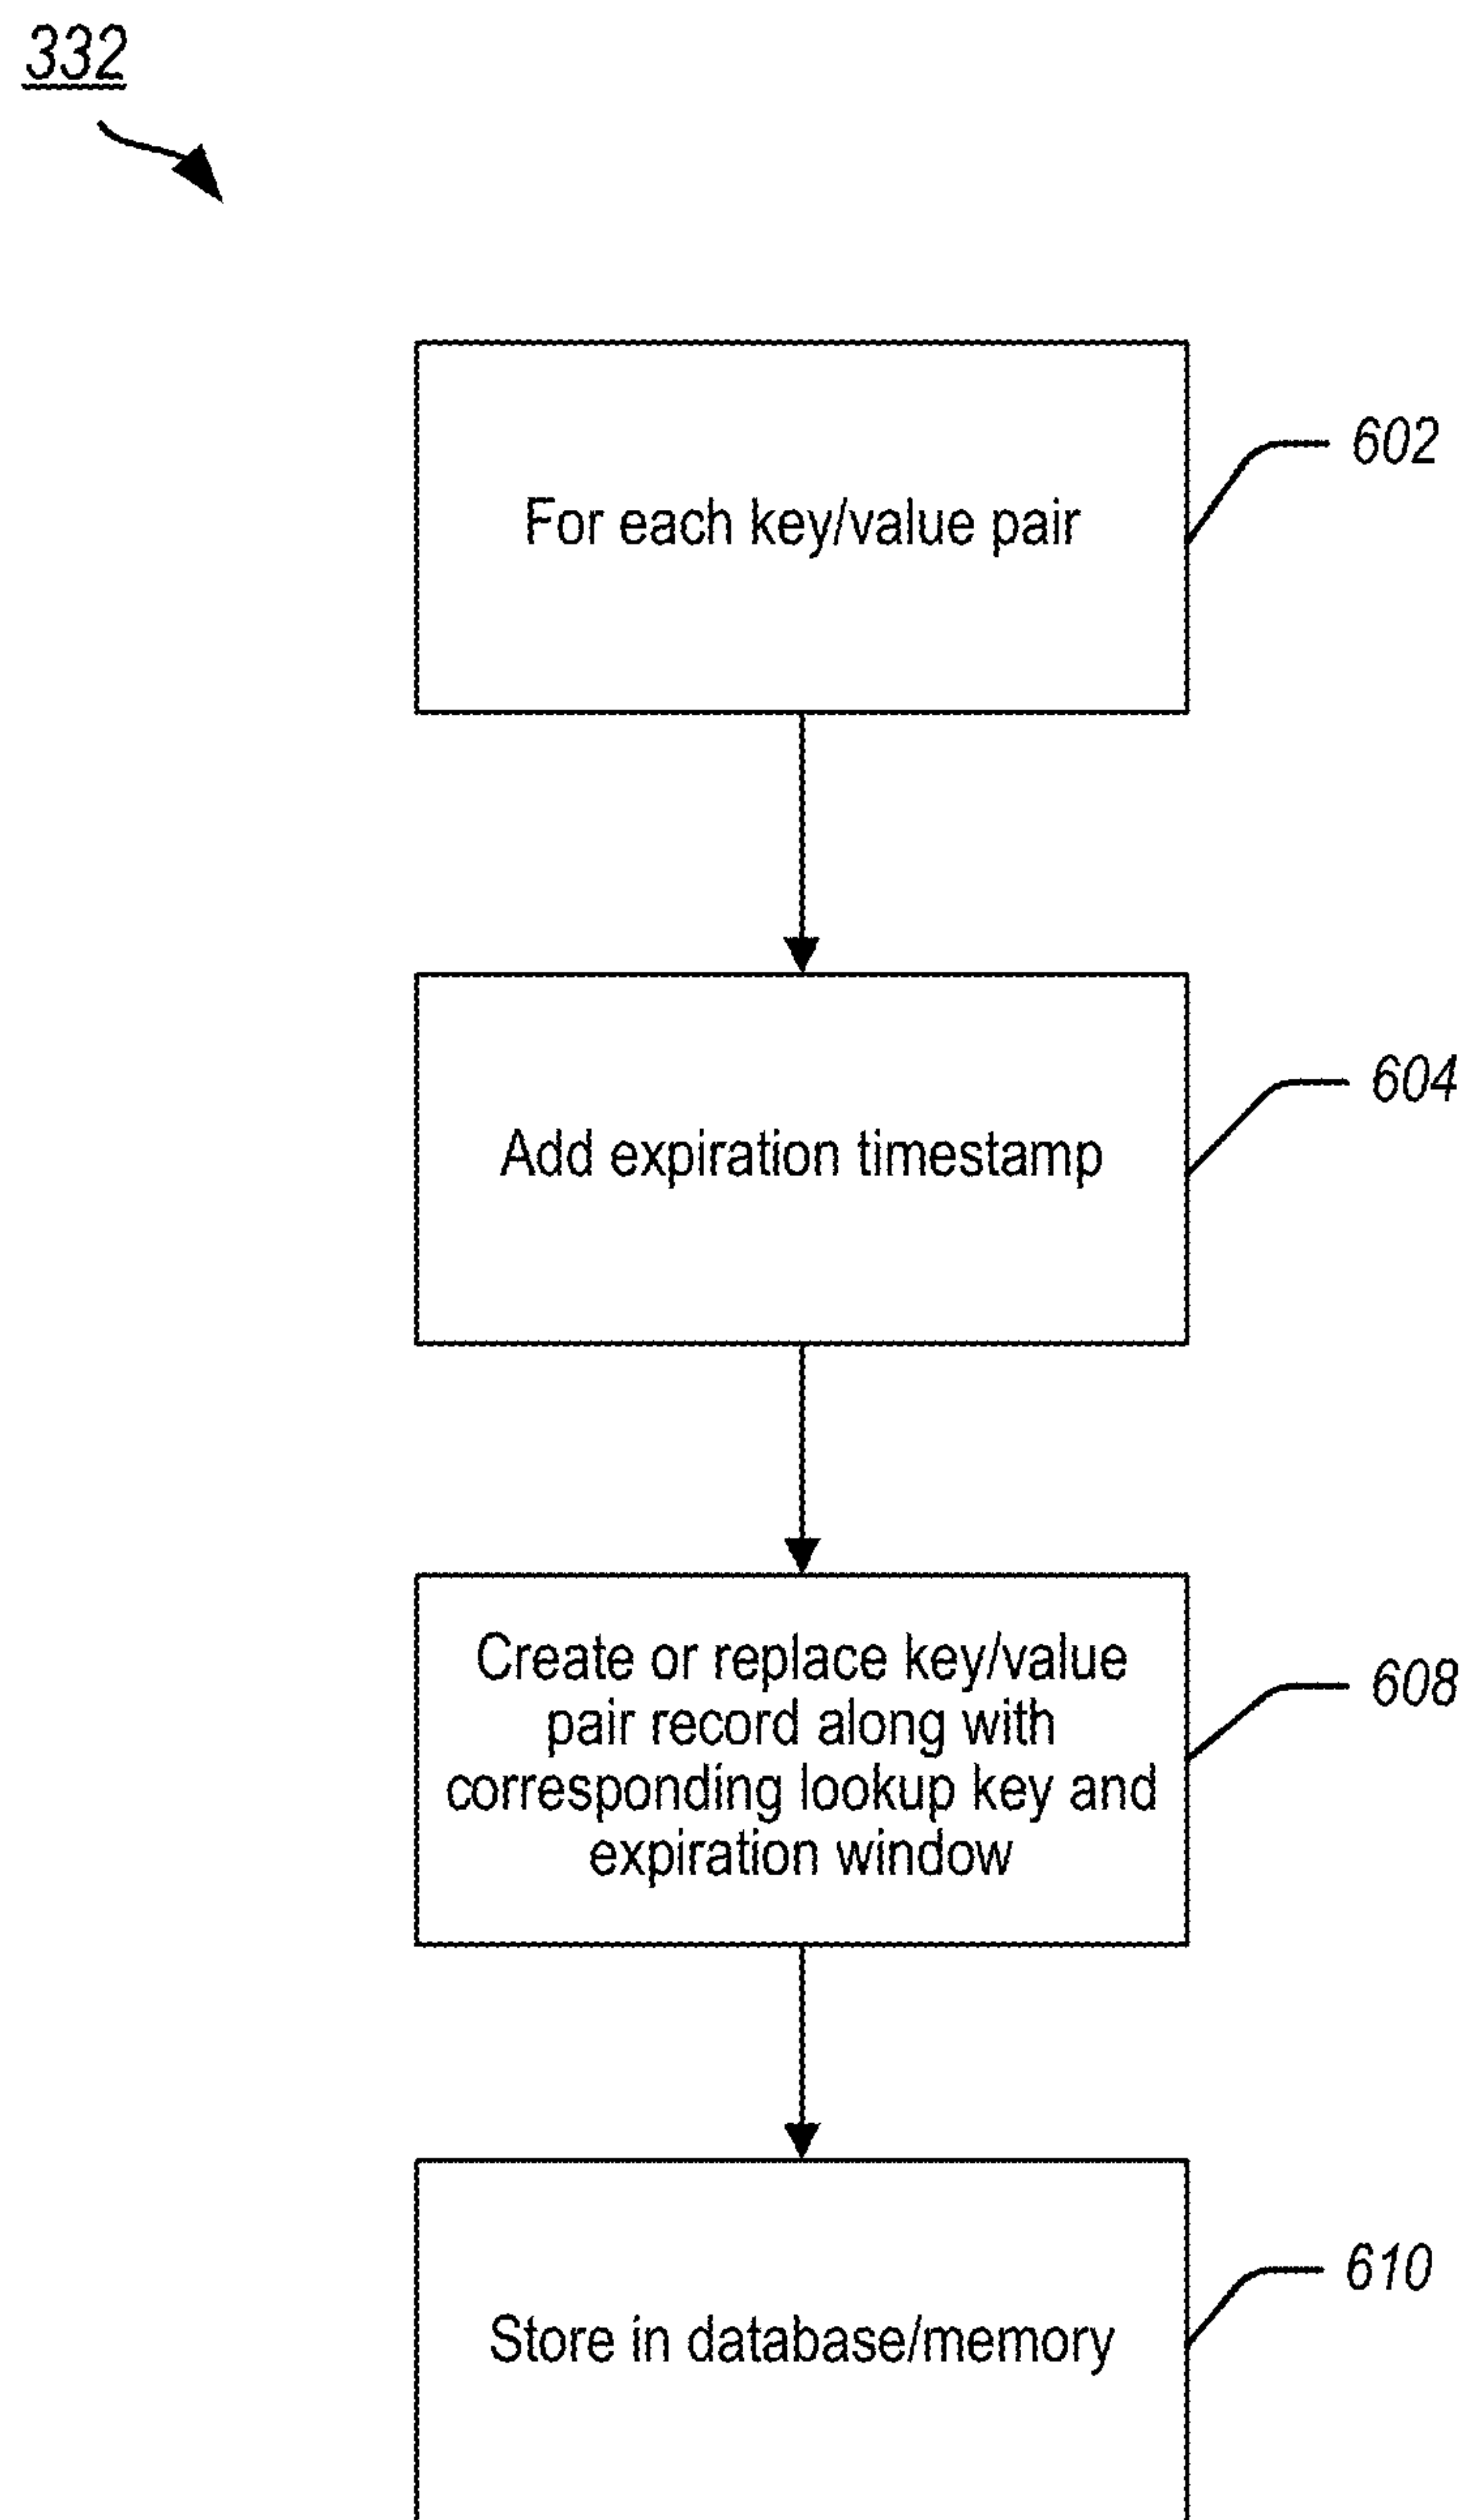 332
For each key/value pair
602
Add expiration timestamp
604
Create or replace key/value
pair record along with
corresponding lookup key and
expiration window
608
Store in database/memory
610